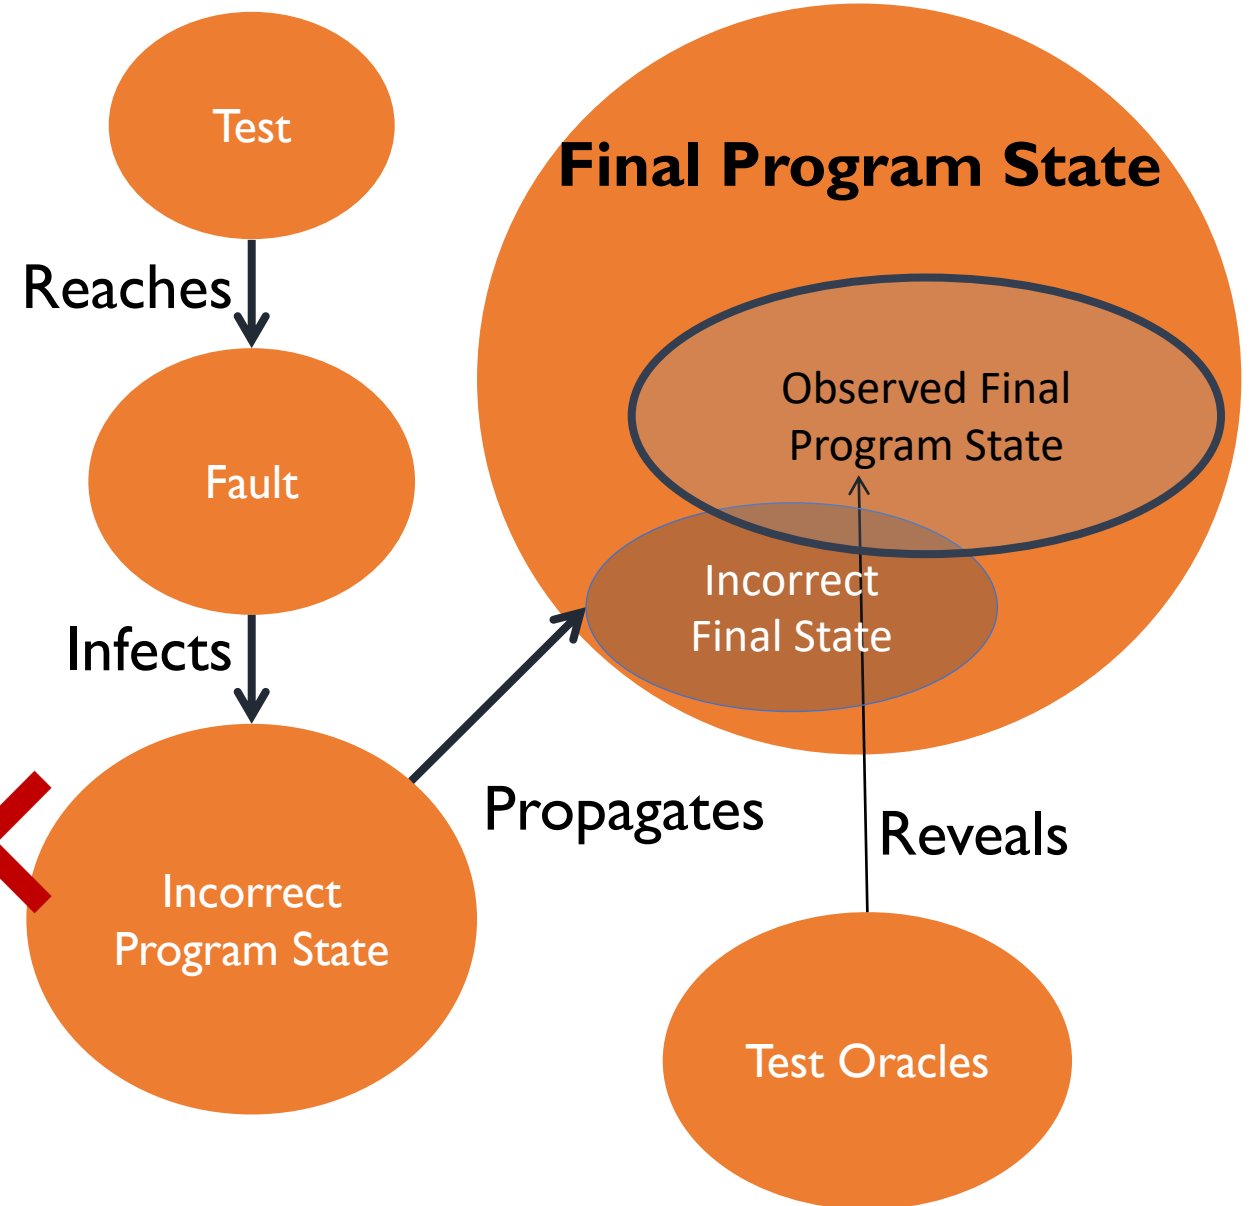 Test
Final Program State
Reaches
Observed Final
Program State
Fault
Incorrect
Final State
Infects
Propagates
Reveals
Incorrect
Program State
Test Oracles